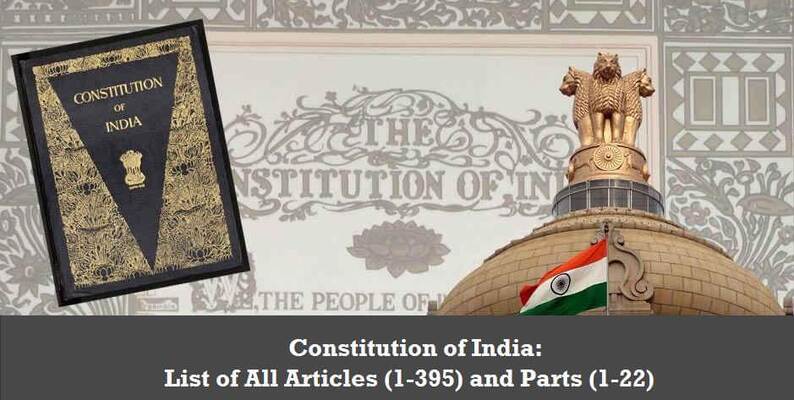 CONSTITUTION
OF
INDIA
THE
NSTITUTION OF IN
THE PEOPLE OF
Constitution of India:
List of All Articles (1-395) and Parts (1-22)